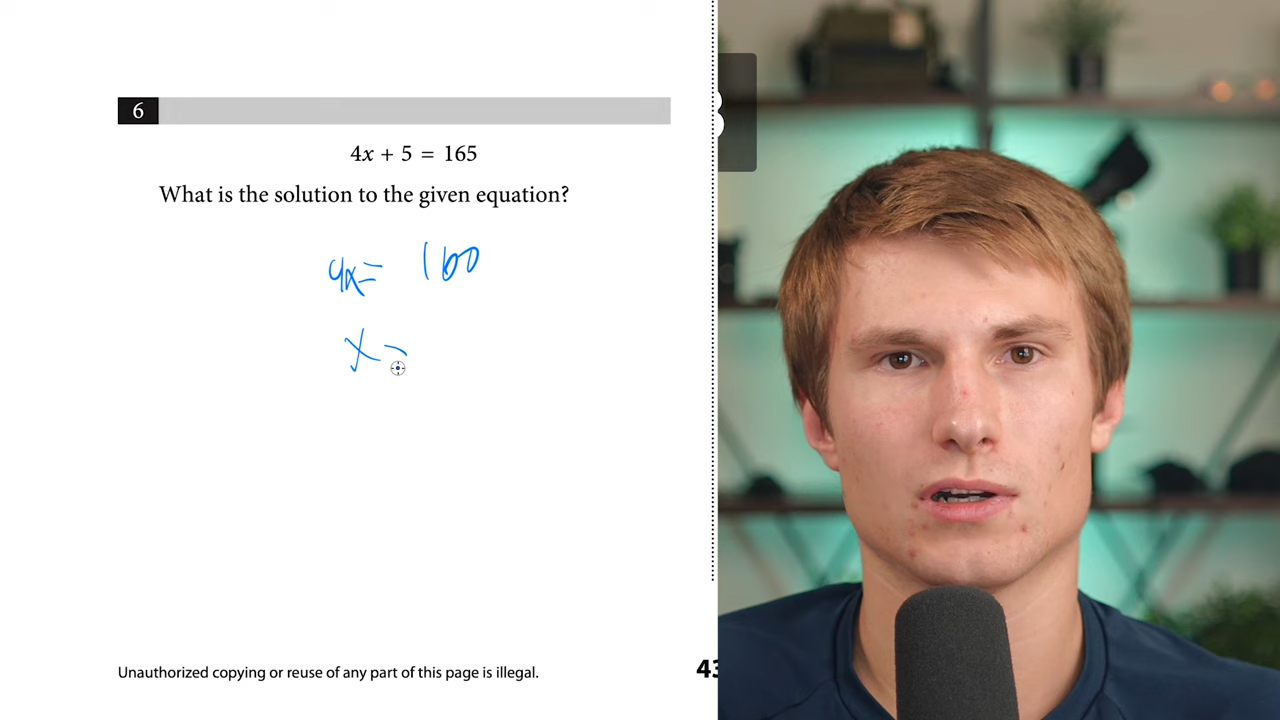 6
4x + 5 = 165
What is the solution to the given equation?
4x= 160
x=
Unauthorized copying or reuse of any part of this page is illegal.
43